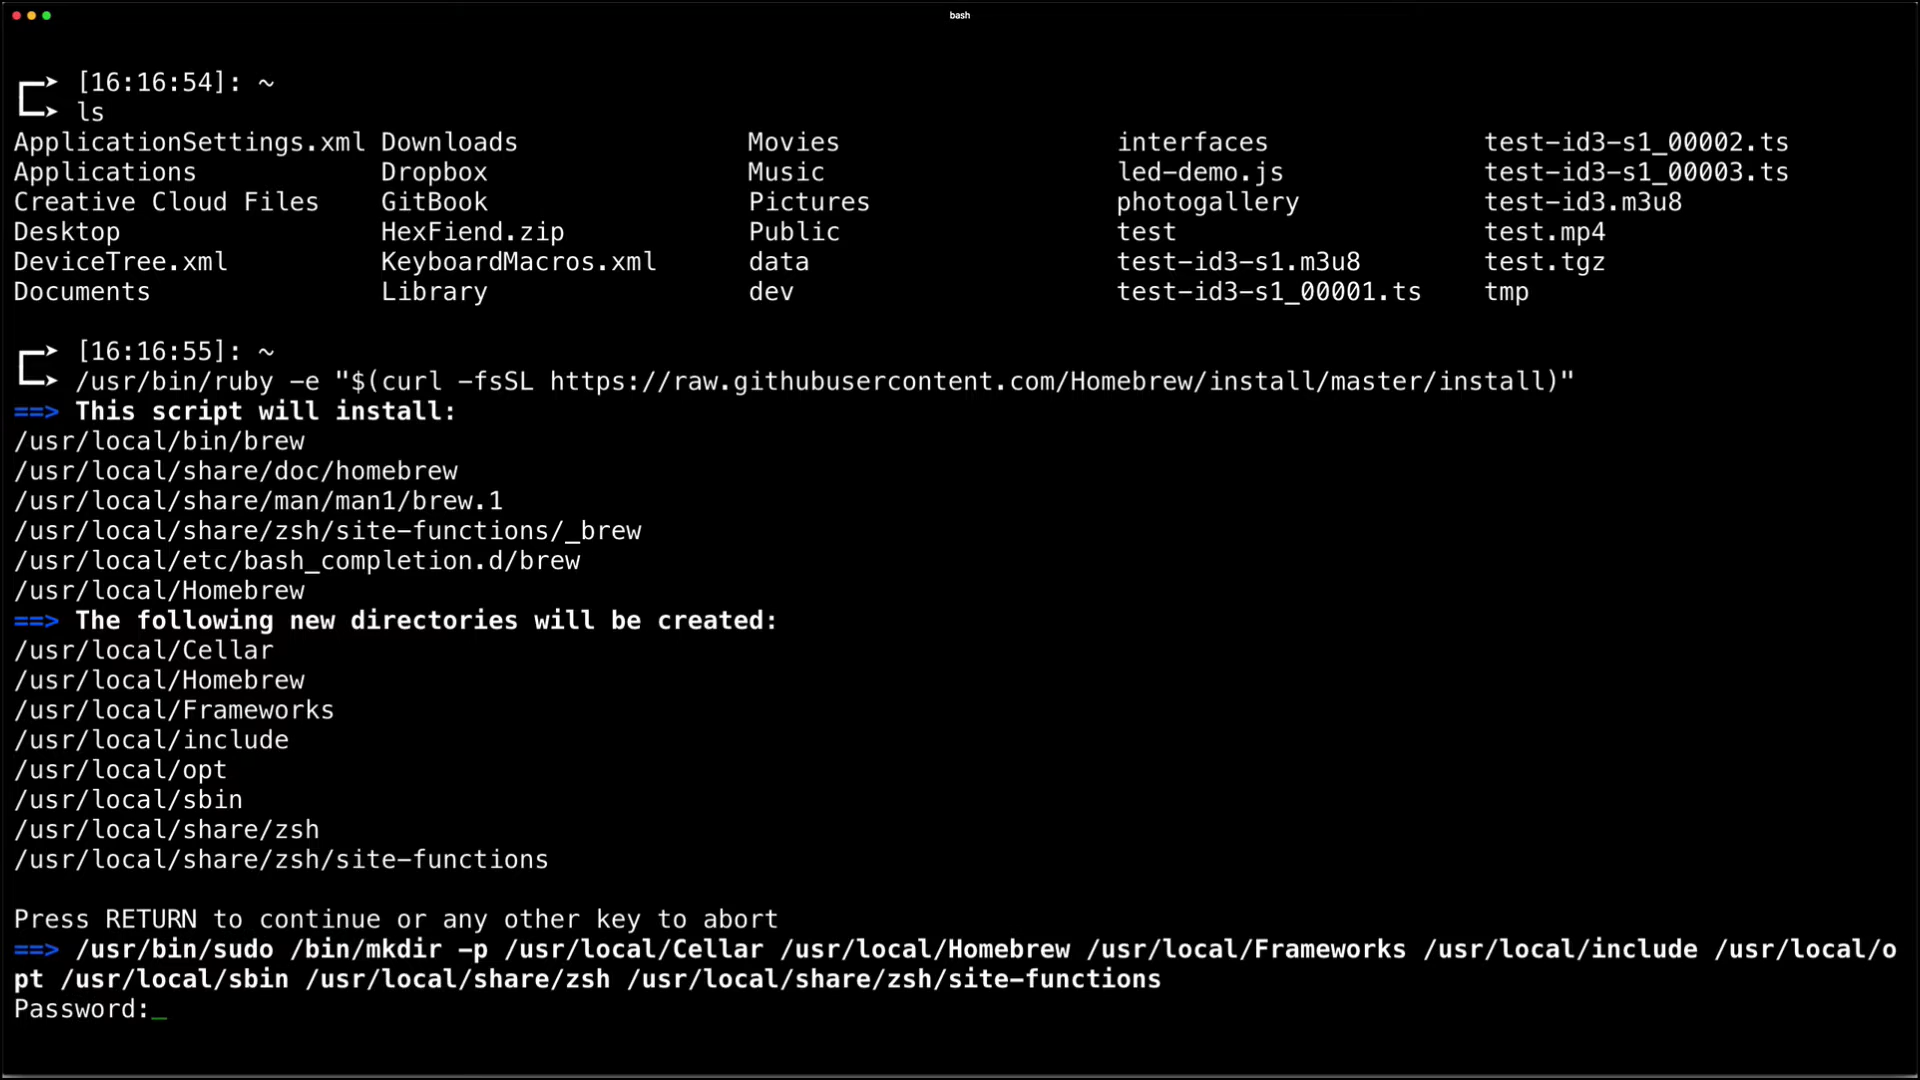 bash
[16:16:54]: ~
ls
ApplicationSettings.xml Downloads Movies interfaces test-id3-s1_00002.ts
Applications Dropbox Music led-demo.js test-id3-s1_00003.ts
Creative Cloud Files GitBook Pictures photogallery test-id3.m3u8
Desktop HexFiend.zip Public test test.mp4
DeviceTree.xml KeyboardMacros.xml data test-id3-s1.m3u8 test.tgz
Documents Library dev test-id3-s1_00001.ts tmp
[16:16:55]: ~
/usr/bin/ruby -e "$(curl -fsSL https://raw.githubusercontent.com/Homebrew/install/master/install)"
==> This script will install:
/usr/local/bin/brew
/usr/local/share/doc/homebrew
/usr/local/share/man/man1/brew.1
/usr/local/share/zsh/site-functions/_brew
/usr/local/etc/bash_completion.d/brew
/usr/local/Homebrew
==> The following new directories will be created:
/usr/local/Cellar
/usr/local/Homebrew
/usr/local/Frameworks
/usr/local/include
/usr/local/opt
/usr/local/sbin
/usr/local/share/zsh
/usr/local/share/zsh/site-functions
Press RETURN to continue or any other key to abort
==> /usr/bin/sudo /bin/mkdir -p /usr/local/Cellar /usr/local/Homebrew /usr/local/Frameworks /usr/local/include /usr/local/o
pt /usr/local/sbin /usr/local/share/zsh /usr/local/share/zsh/site-functions
Password:_